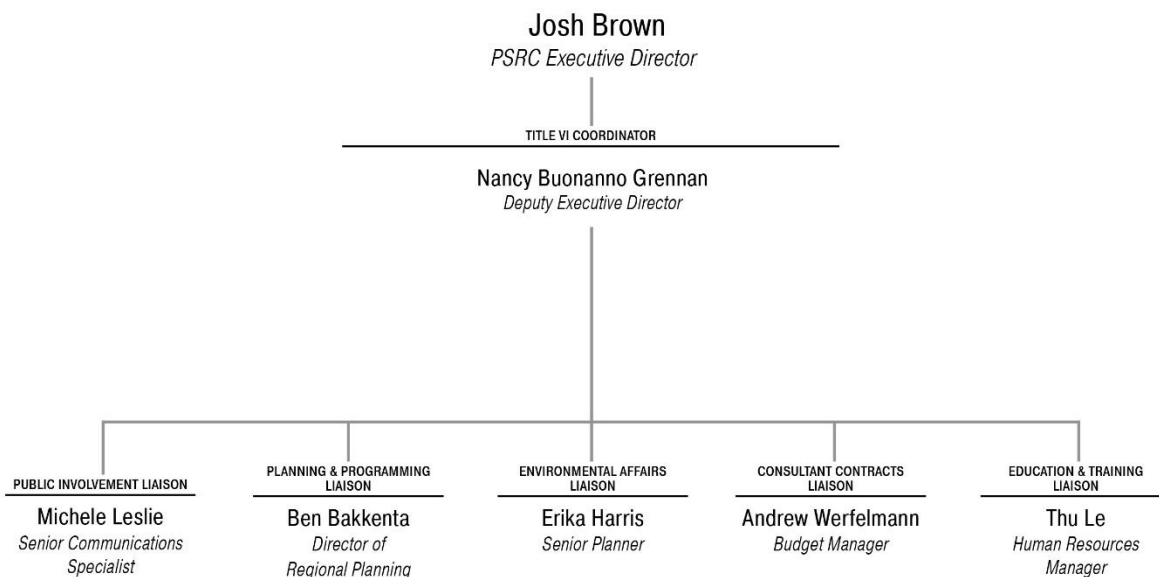 Josh Brown
PSRC Executive Director
TITLE VI COORDINATOR
Nancy Buonanno Grennan
Deputy Executive Director
PUBLIC INVOLVEMENT LIAISON
Michele Leslie
Senior Communications
Specialist
PLANNING & PROGRAMMING
LIAISON
Ben Bakkenta
Director of
Regional Planning
ENVIRONMENTAL AFFAIRS
LIAISON
Erika Harris
Senior Planner
CONSULTANT CONTRACTS
LIAISON
Andrew Werfelmann
Budget Manager
EDUCATION & TRAINING
LIAISON
Thu Le
Human Resources
Manager